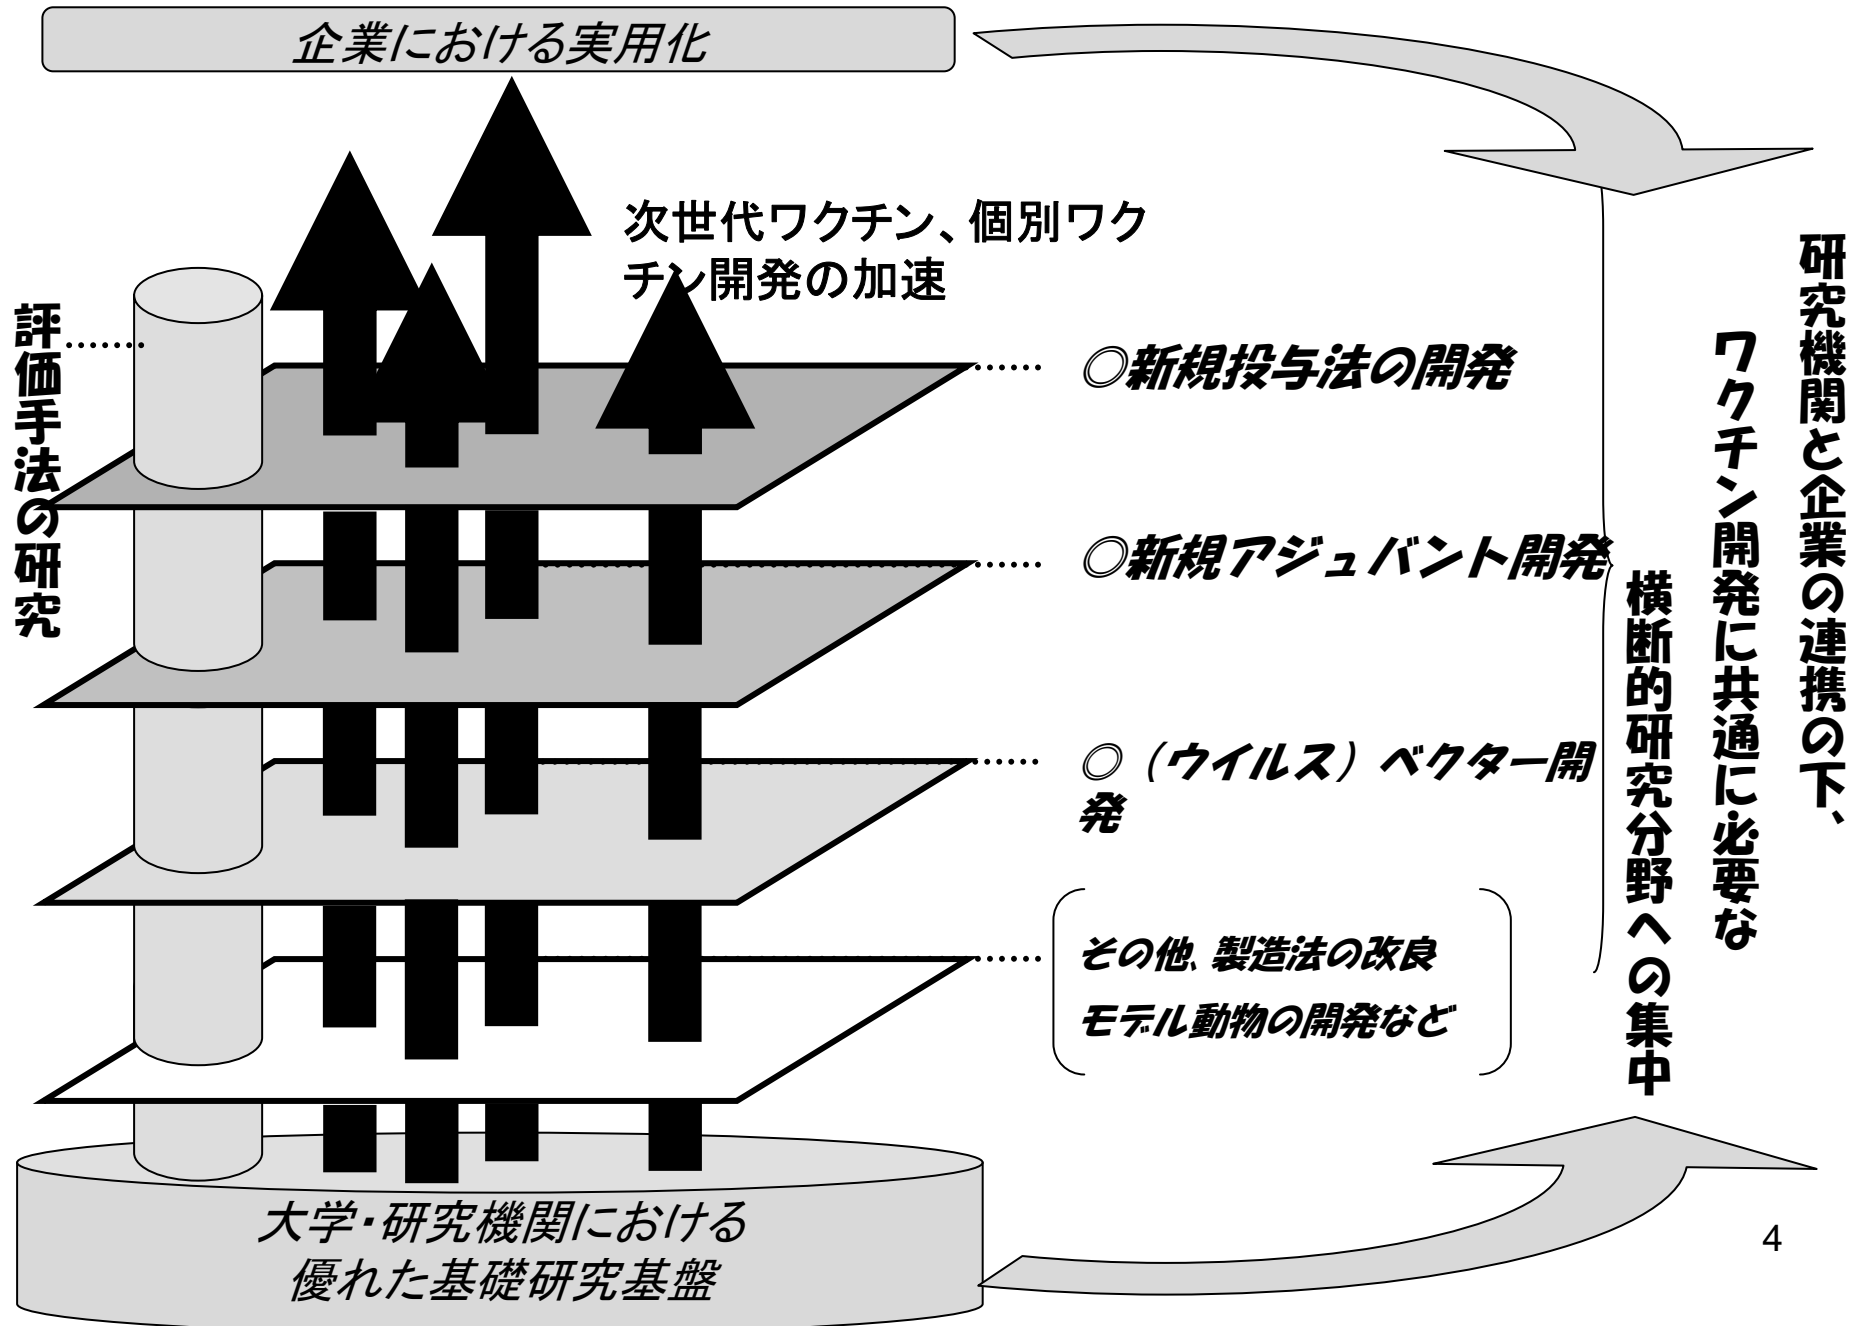 企業における実用化
次世代ワクチン、個別ワク
チン開発の加速
評価手法の研究
○新規投与法の開発
○新規アジュバント開発
○（ウイルス）ベクター開
発
その他、製造法の改良
モデル動物の開発など
研究機関と企業の連携の下、
ワクチン開発に共通に必要な
横断的研究分野への集中
大学・研究機関における
優れた基礎研究基盤
4